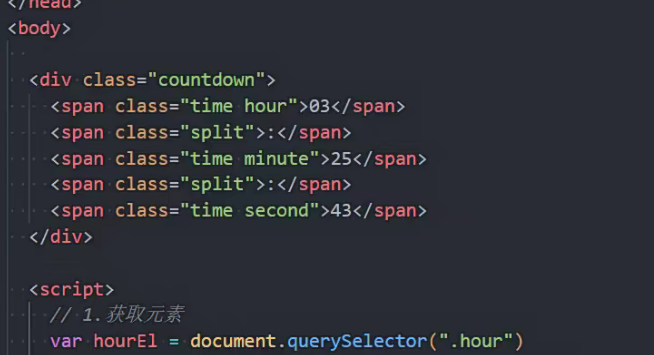 </head>
<body>
<div class="countdown">
<span class="time hour">03</span>
<span class="split">:</span>
<span class="time minute">25</span>
<span class="split">:</span>
<span class="time second">43</span>
</div>
<script>
// 1.获取元素
var hourEl = document.querySelector(".hour")